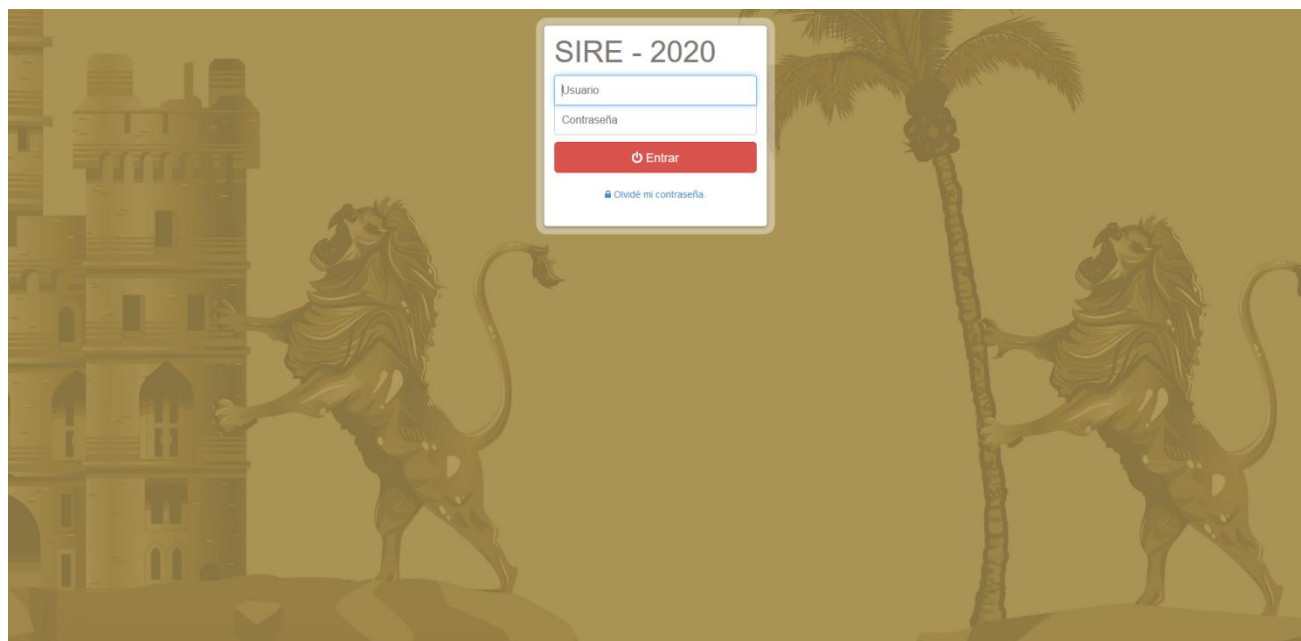 SIRE - 2020
Usuario
Contraseña
Entrar
Olvidé mi contraseña.